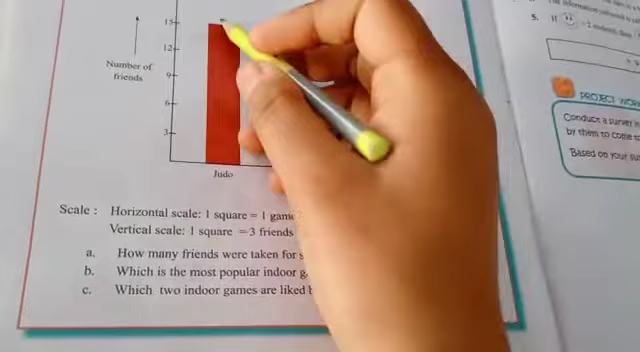 15
12
Number of
friends
9
6
3
Judo
Scale : Horizontal scale: 1 square = 1 game
Vertical scale: 1 square = 3 friends
a. How many friends were taken for
b. Which is the most popular indoor
c. Which two indoor games are liked
5. If
PROJECT WORK
Conduct a survey
by them to come
Based on your